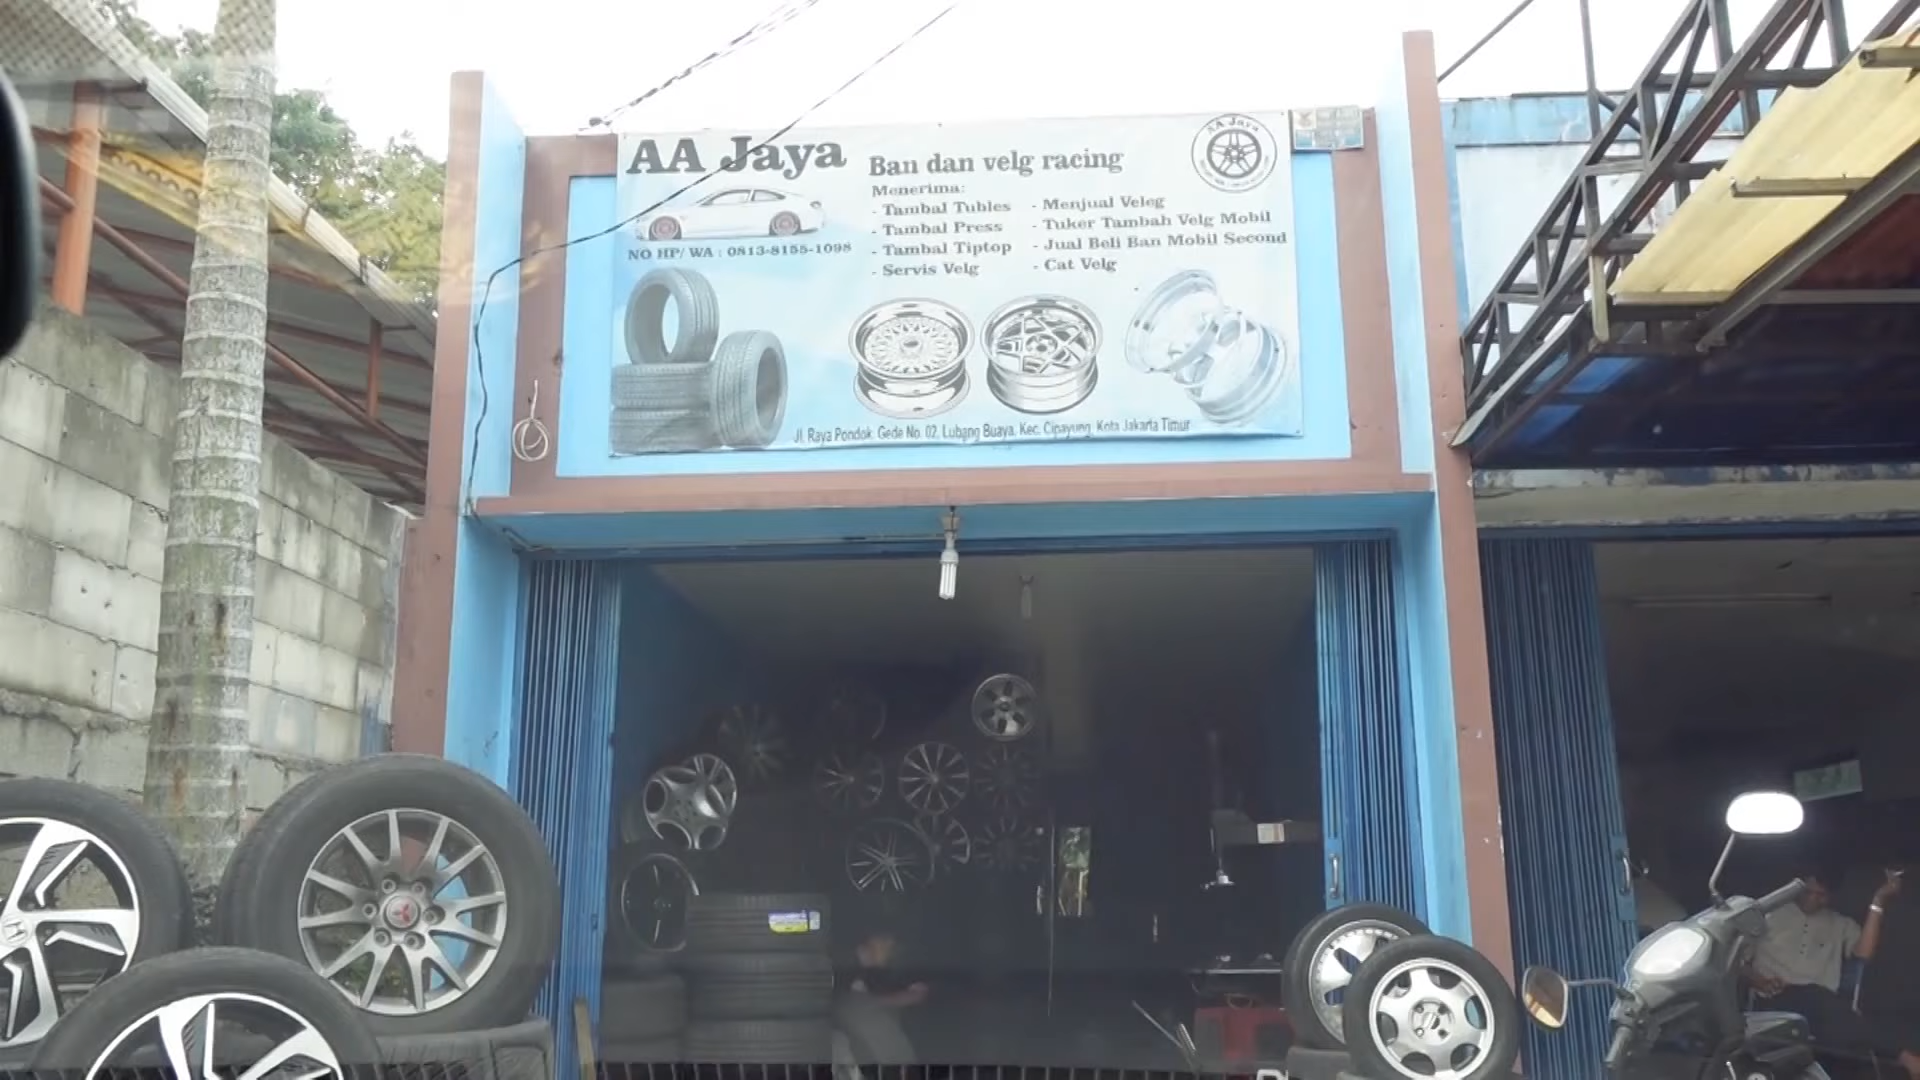 AA Jaya
Ban dan velg racing
AA Jaya
Menerima:
- Tambal Tubles
- Tambal Press
- Tambal Tiptop
- Servis Velg
- Menjual Veleg
- Tuker Tambah Velg Mobil
- Jual Beli Ban Mobil Second
- Cat Velg
NO HP/ WA : 0813-8155-1098
Jl. Raya Pondok Gede No. 02, Lubang Buaya, Kec. Cipayung, Kota Jakarta Timur